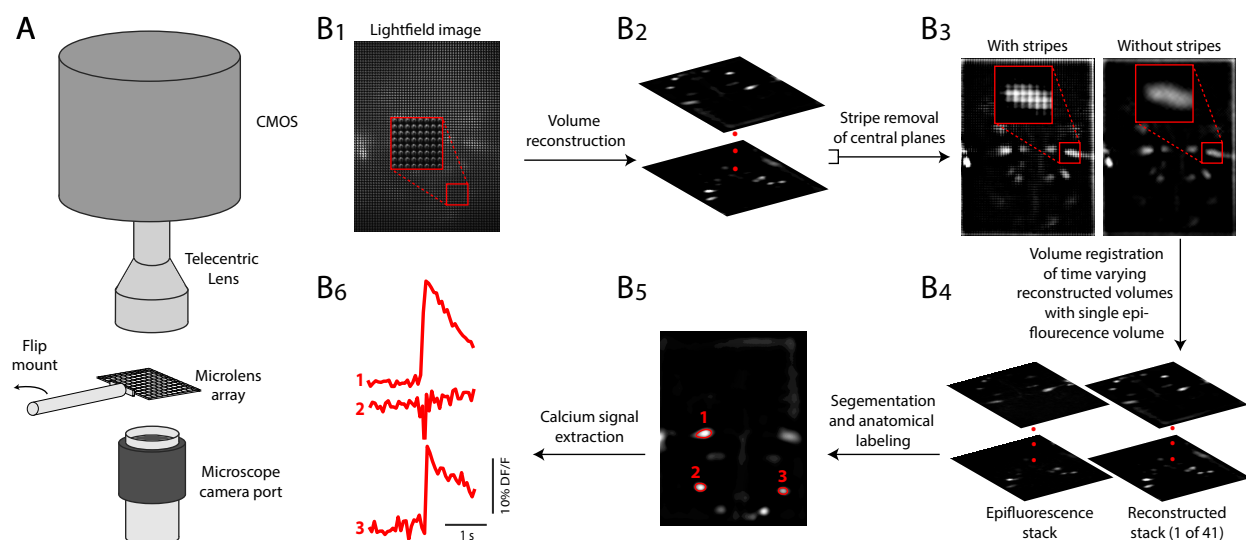 A
CMOS
Telecentric
Lens
Flip
mount
Microlens
array
Microscope
camera port
B1
Lightfield image
Volume
reconstruction
B2
Stripe removal
of central planes
B3
With stripes
Without stripes
Volume registration
of time varying
reconstructed volumes
with single epi-
flourecence volume
B4
Epifluorescence
stack
Reconstructed
stack (1 of 41)
Segementation and
anatomical
labeling
B5
1
2
3
Calcium signal
extraction
B6
1
2
3
10% DF/F
1 s